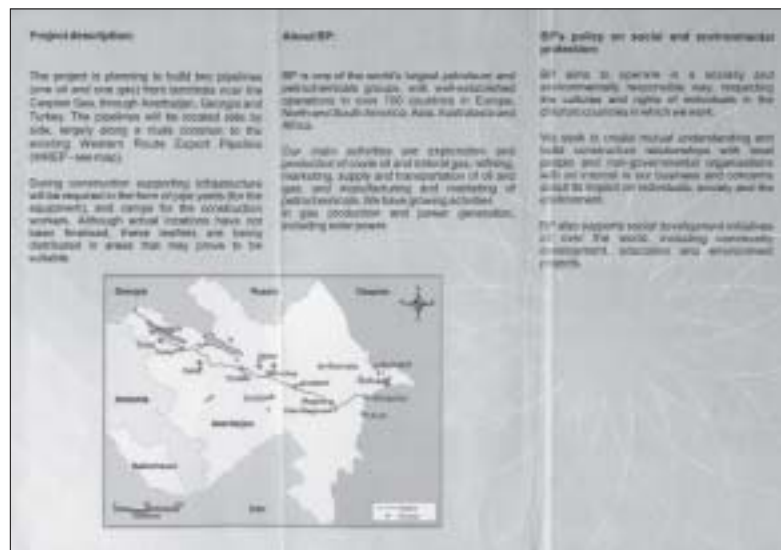 Project description:
The project is planning to build two pipelines
(one oil and one gas) from terminals near the
Caspian Sea, through Azerbaijan, Georgia and
Turkey. The pipelines will be located side by
side, largely along a route common to the
existing Western Route Export Pipeline
(WREP - see map).
During construction supporting infrastructure
will be required in the form of pipe yards (for the
equipment), and camps for the construction
workers. Although actual locations have not
been finalised, these leaflets are being
distributed in areas that may prove to be
suitable.
About BP:
BP is one of the world's largest petroleum and
petrochemicals groups, with well-established
operations in over 100 countries in Europe,
North and South America, Asia, Australasia and
Africa.
Our main activities are exploration and
production of crude oil and natural gas; refining,
marketing, supply and transportation of oil and
gas; and manufacturing and marketing of
petrochemicals. We have growing activities
in gas production and power generation,
including solar power.
BP's policy on social and environmental
protection:
BP aims to operate in a socially and
environmentally responsible way, respecting
the cultures and rights of individuals in the
different countries in which we work.
We seek to create mutual understanding and
build constructive relationships with local
people and non-governmental organisations
with an interest in our business and concerns
about its impact on individuals, society and the
environment.
BP also supports social development initiatives
all over the world, including community
development, education and environment
projects.
Georgia
Russia
Caspian
Armenia
Azerbaijan
Nakhchivan
Iran